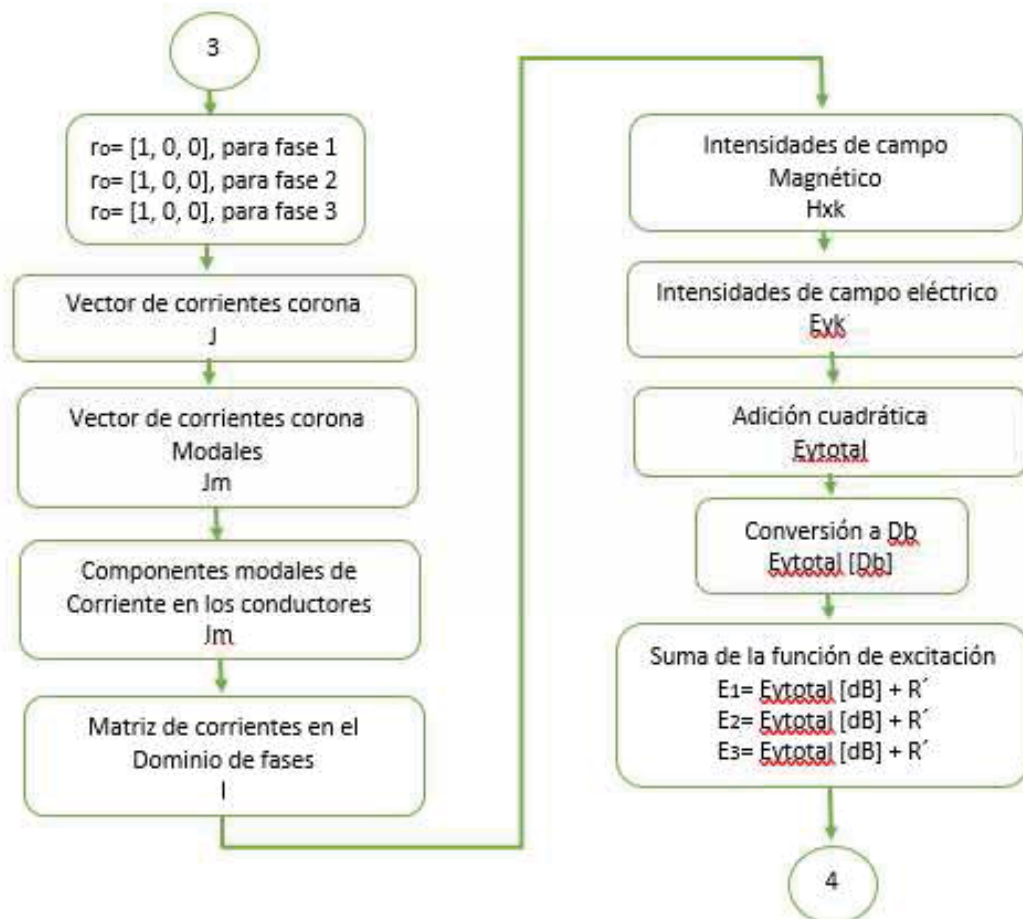 3
ro= [1, 0, 0], para fase 1
ro= [1, 0, 0], para fase 2
ro= [1, 0, 0], para fase 3
Vector de corrientes corona
J
Vector de corrientes corona
Modales
Jm
Componentes modales de
Corriente en los conductores
Jm
Matriz de corrientes en el
Dominio de fases
I
Intensidades de campo
Magnético
Hxk
Intensidades de campo eléctrico
Eyk
Adición cuadrática
Eytotal
Conversión a Db
Eytotal [Db]
Suma de la función de excitación
E1= Eytotal [dB] + R´
E2= Eytotal [dB] + R´
E3= Eytotal [dB] + R´
4